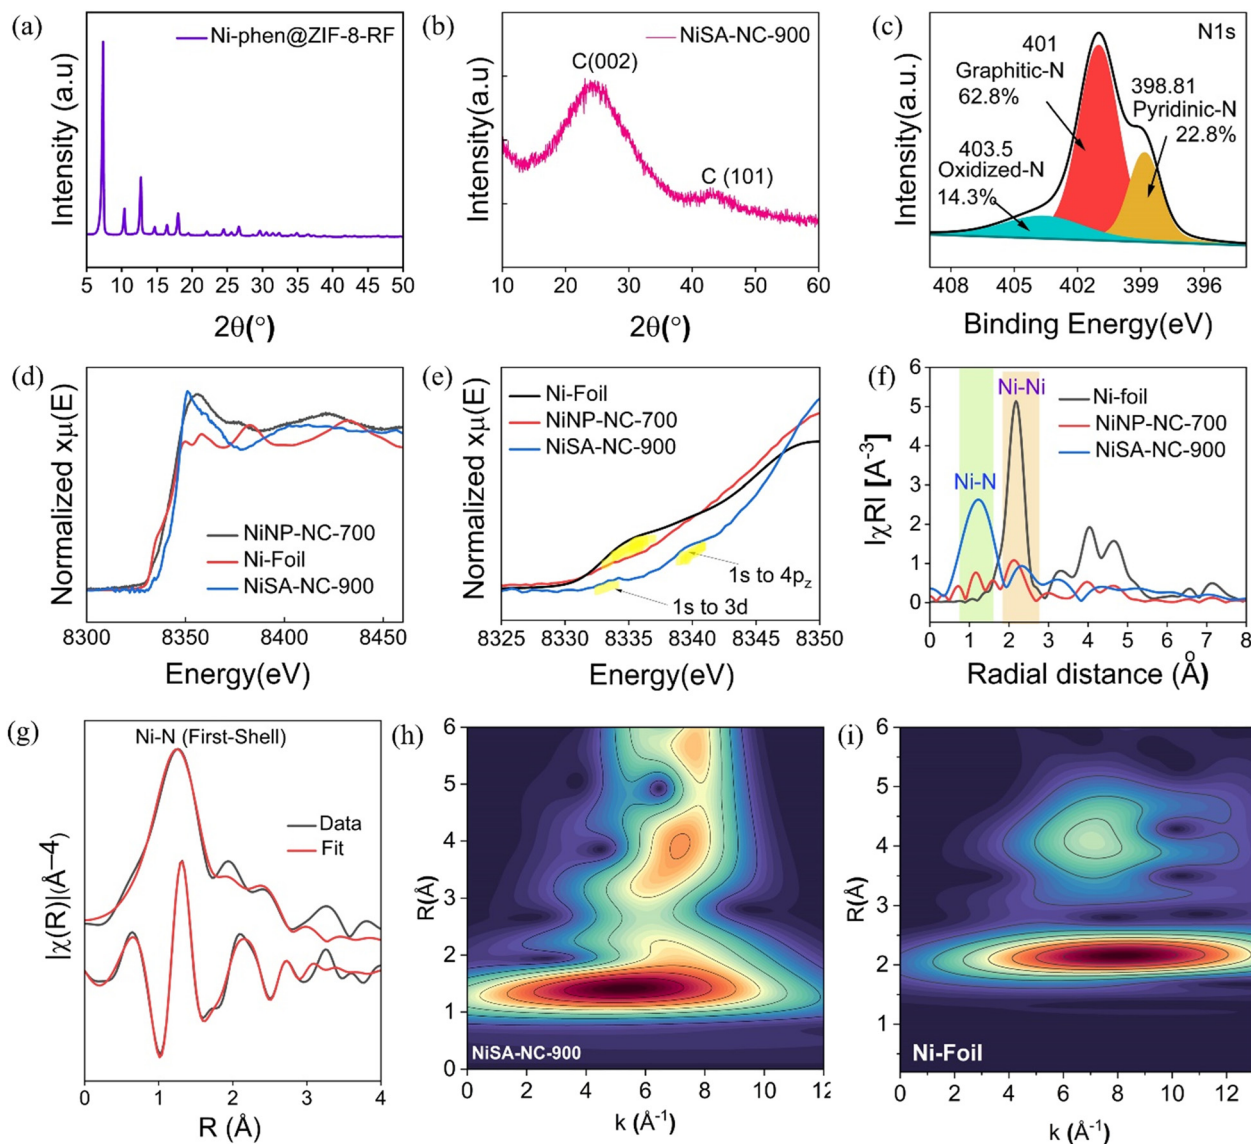 (a)
Ni-phen@ZIF-8-RF
Intensity (a.u)
5 10 15 20 25 30 35 40 45 50
2θ(°)
(b)
NiSA-NC-900
C(002)
C (101)
Intensity(a.u)
10 20 30 40 50 60
2θ(°)
(c)
N1s
401
Graphitic-N
62.8%
398.81
Pyridinic-N
22.8%
403.5
Oxidized-N
14.3%
Intensity(a.u.)
408 405 402 399 396
Binding Energy(eV)
(d)
NiNP-NC-700
Ni-Foil
NiSA-NC-900
Normalized xμ(E)
8300 8350 8400 8450
Energy(eV)
(e)
Ni-Foil
NiNP-NC-700
NiSA-NC-900
1s to 4pz
1s to 3d
Normalized xμ(E)
8325 8330 8335 8340 8345 8350
Energy(eV)
(f)
Ni-Ni
Ni-foil
NiNP-NC-700
NiSA-NC-900
Ni-N
|χRl [A⁻³]
6
5
4
3
2
1
0
0 1 2 3 4 5 6 7 8
Radial distance (Å)
(g)
Ni-N (First-Shell)
Data
Fit
|χ(R)|(Å–4)
0 1 2 3 4
R (Å)
(h)
6
5
4
3
2
1
0
R(Å)
NiSA-NC-900
0 2 4 6 8 10 12
k (Å⁻¹)
(i)
6
5
4
3
2
1
0
R(Å)
Ni-Foil
0 2 4 6 8 10 12
k (Å⁻¹)